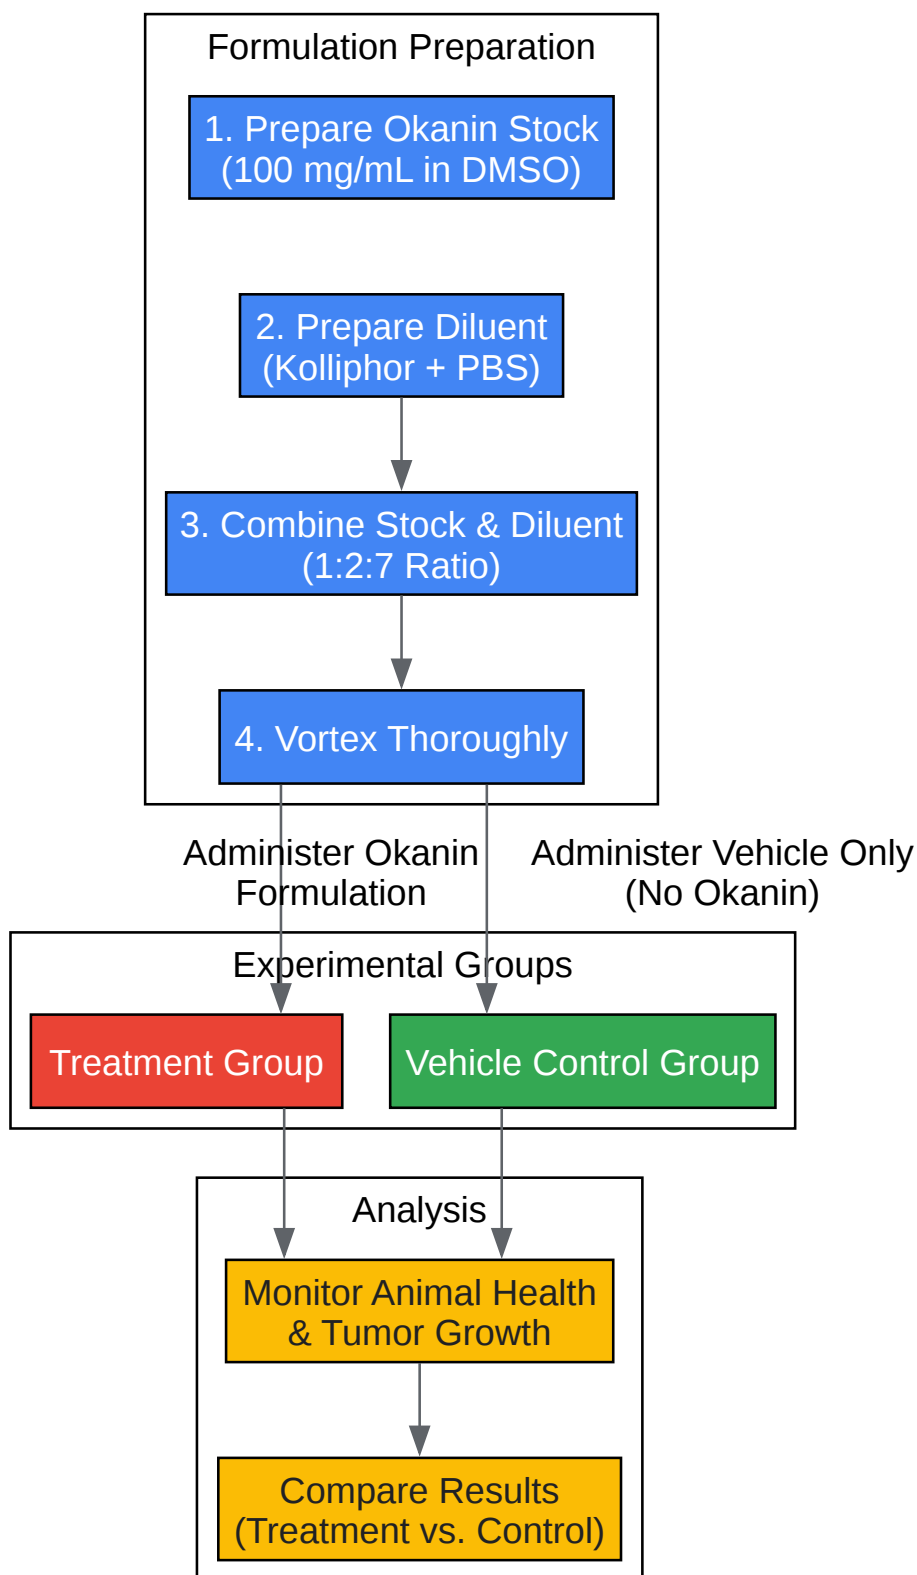 Formulation Preparation
1. Prepare Okanin Stock
(100 mg/mL in DMSO)
2. Prepare Diluent
(Kolliphor + PBS)
3. Combine Stock & Diluent
(1:2:7 Ratio)
4. Vortex Thoroughly
Administer Okanin
Formulation
Administer Vehicle Only
(No Okanin)
Experimental Groups
Treatment Group
Vehicle Control Group
Analysis
Monitor Animal Health
& Tumor Growth
Compare Results
(Treatment vs. Control)